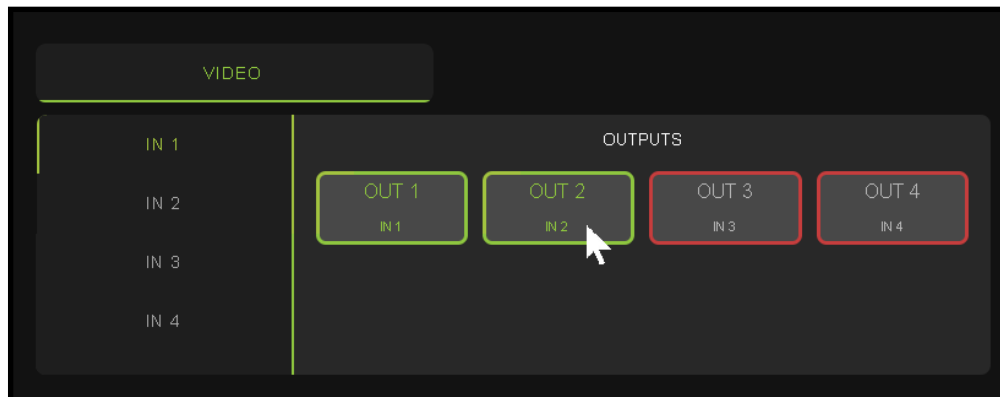 VIDEO
IN 1
IN 2
IN 3
IN 4
OUTPUTS
OUT 1
IN 1
OUT 2
IN 2
OUT 3
IN 3
OUT 4
IN 4